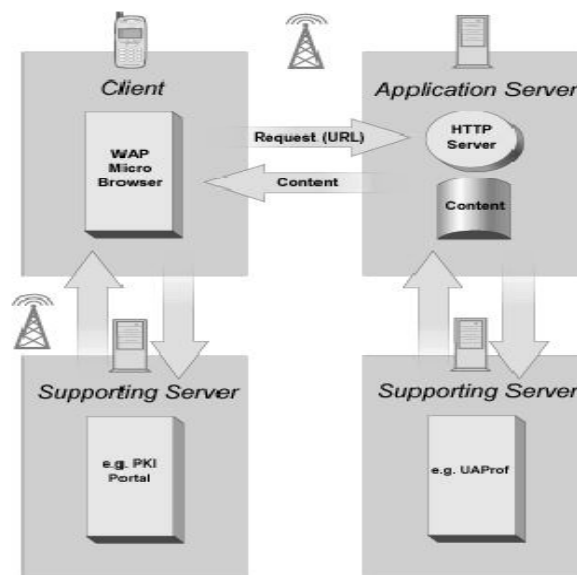 Client
Application Server
WAP
Micro
Browser
Request (URL)
Content
HTTP
Server
Content
Supporting Server
Supporting Server
e.g. PKI
Portal
e.g. UAProf